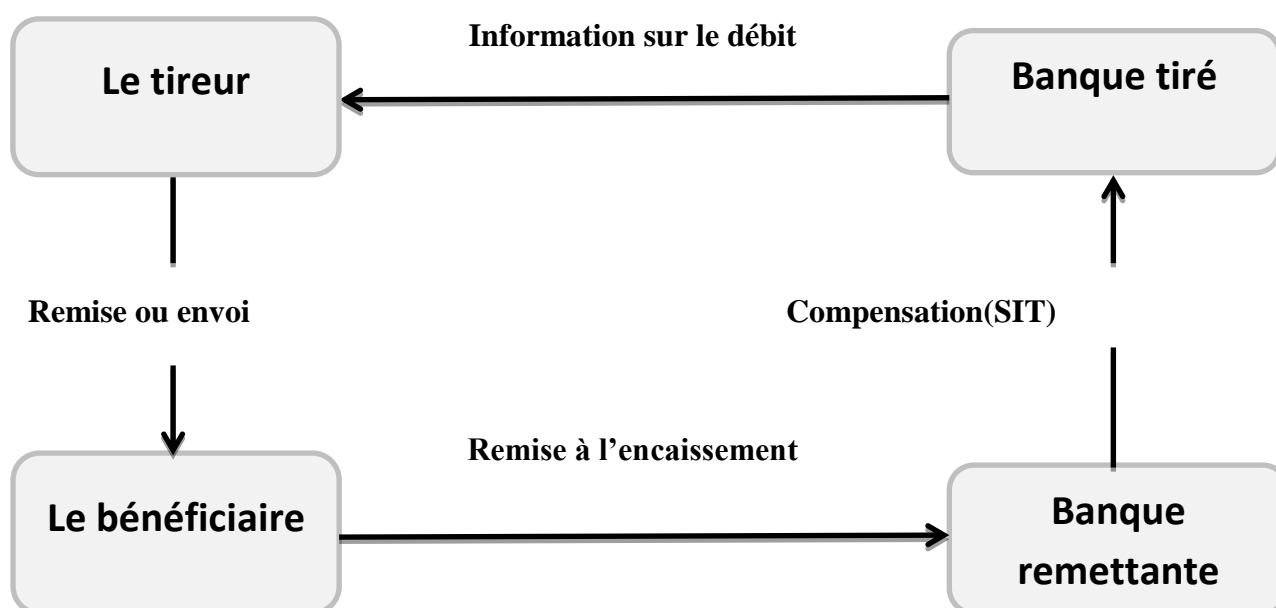 Information sur le débit
Le tireur
Banque tiré
Remise ou envoi
Compensation(SIT)
Remise à l’encaissement
Le bénéficiaire
Banque
remettante